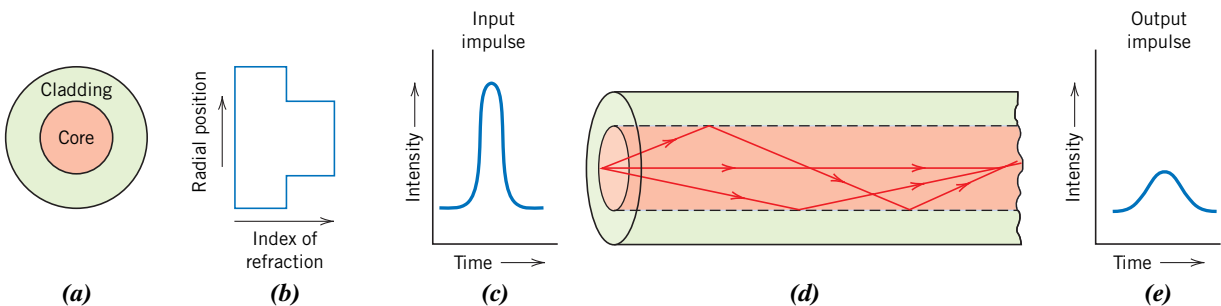 Cladding
Core
(a)
Radial position
Index of
refraction
(b)
Input
impulse
Intensity
Time
(c)
(d)
Output
impulse
Intensity
Time
(e)